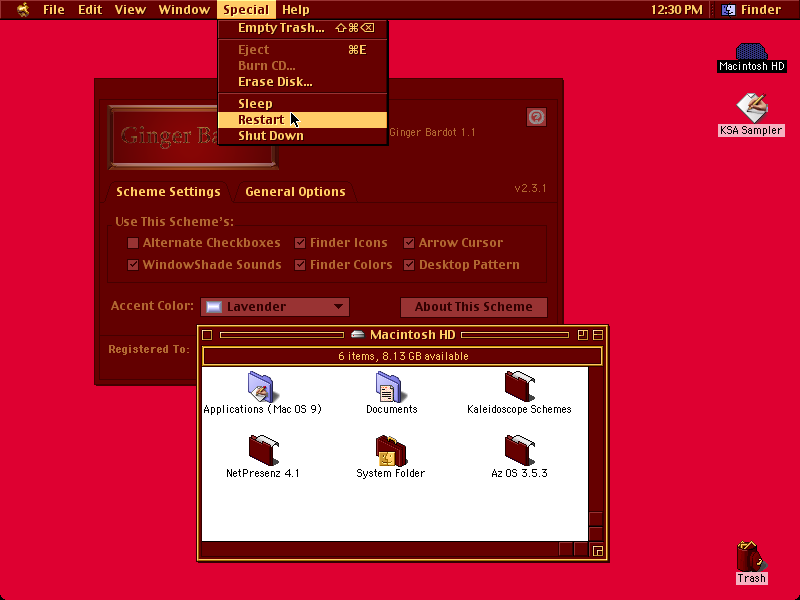 File Edit View Window Special Help 12:30 PM Finder
Empty Trash... ⇧⌘⌫
Eject ⌘E
Burn CD...
Erase Disk...
Sleep
Restart
Shut Down
Macintosh HD
KSA Sampler
Ginger Ba
Ginger Bardot 1.1
v2.3.1
Scheme Settings General Options
Use This Scheme's:
Alternate Checkboxes Finder Icons Arrow Cursor
WindowShade Sounds Finder Colors Desktop Pattern
Accent Color: Lavender About This Scheme
Registered To:
Macintosh HD
6 items, 8.13 GB available
Applications (Mac OS 9) Documents Kaleidoscope Schemes
NetPresenz 4.1 System Folder Az OS 3.5.3
Trash